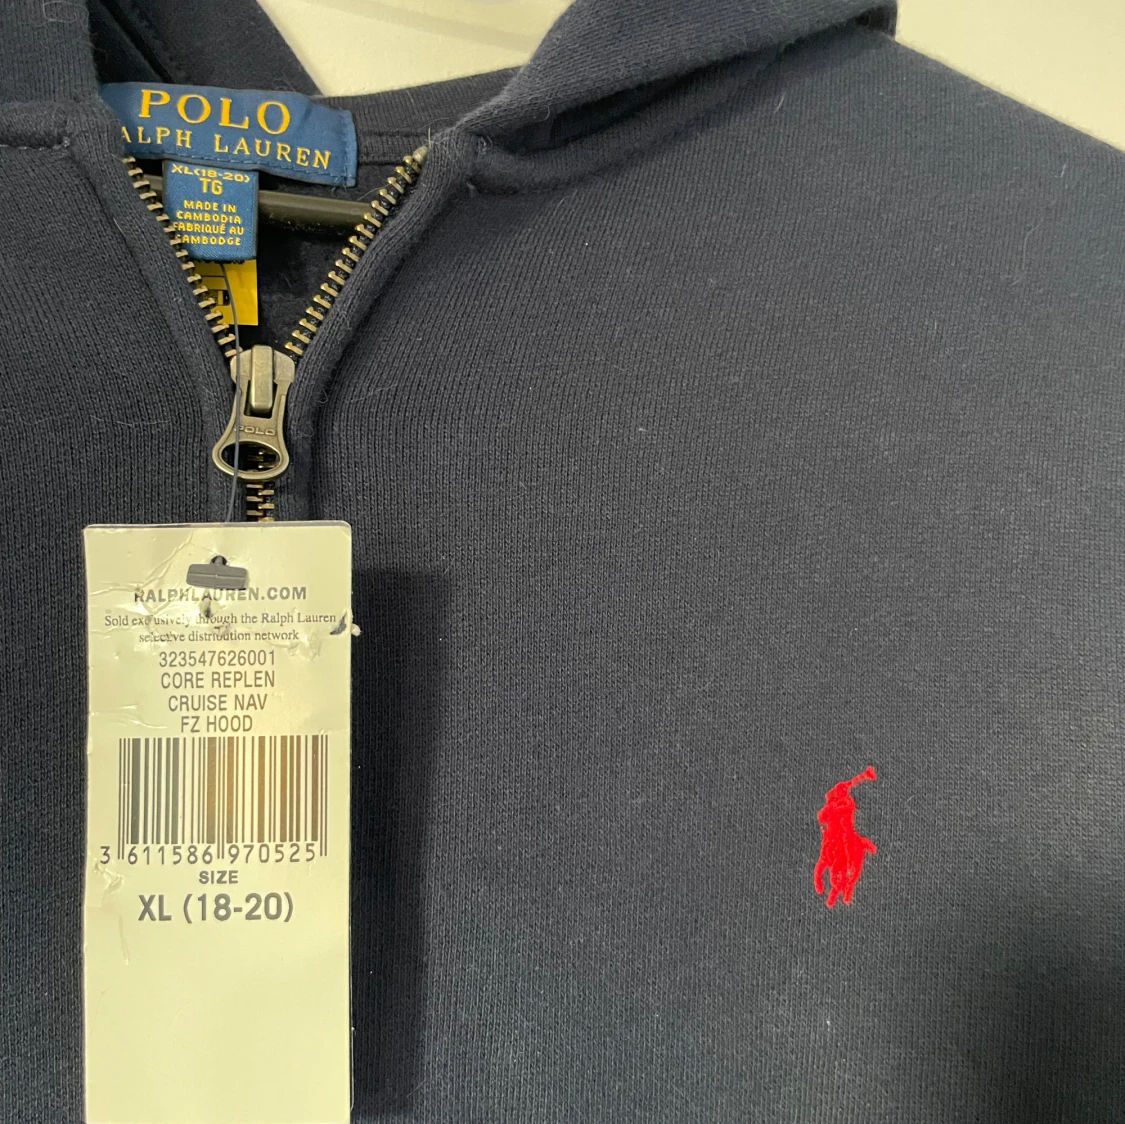 POLO
RALPH LAUREN
XL(18-20)
TG
MADE IN
CAMBODIA
FABRIQUÉ AU
CAMBODGE
POLO
RALPHLAUREN.COM
Sold exclusively through the Ralph Lauren
selective distribution network
323547626001
CORE REPLEN
CRUISE NAV
FZ HOOD
3 611586 970525
SIZE
XL (18-20)